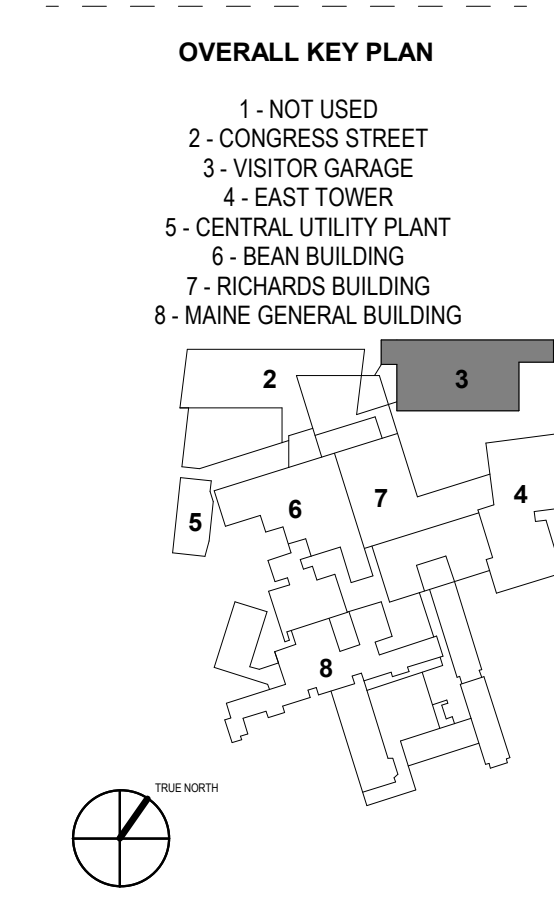 OVERALL KEY PLAN
1 - NOT USED
2 - CONGRESS STREET
3 - VISITOR GARAGE
4 - EAST TOWER
5 - CENTRAL UTILITY PLANT
6 - BEAN BUILDING
7 - RICHARDS BUILDING
8 - MAINE GENERAL BUILDING
2
3
7
4
6
5
8
TRUE NORTH